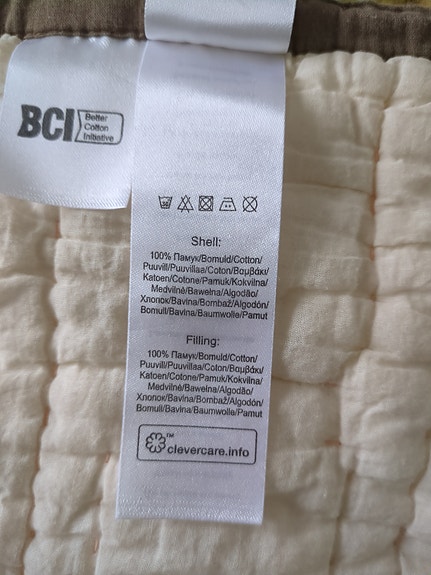 BCI Better
Cotton
Initiative
Shell:
100% Памук/Bomuld/Cotton/
Puuvill/Puuvillaa/Coton/Βαμβάκι/
Katoen/Cotone/Pamuk/Kokvilna/
Medvilnė/Bawełna/Algodão/
Хлопок/Bavlna/Bombaž/Algodón/
Bomull/Bavlna/Baumwolle/Pamut
Filling:
100% Памук/Bomuld/Cotton/
Puuvill/Puuvillaa/Coton/Βαμβάκι/
Katoen/Cotone/Pamuk/Kokvilna/
Medvilnė/Bawełna/Algodão/
Хлопок/Bavlna/Bombaž/Algodón/
Bomull/Bavlna/Baumwolle/Pamut
™
clevercare.info